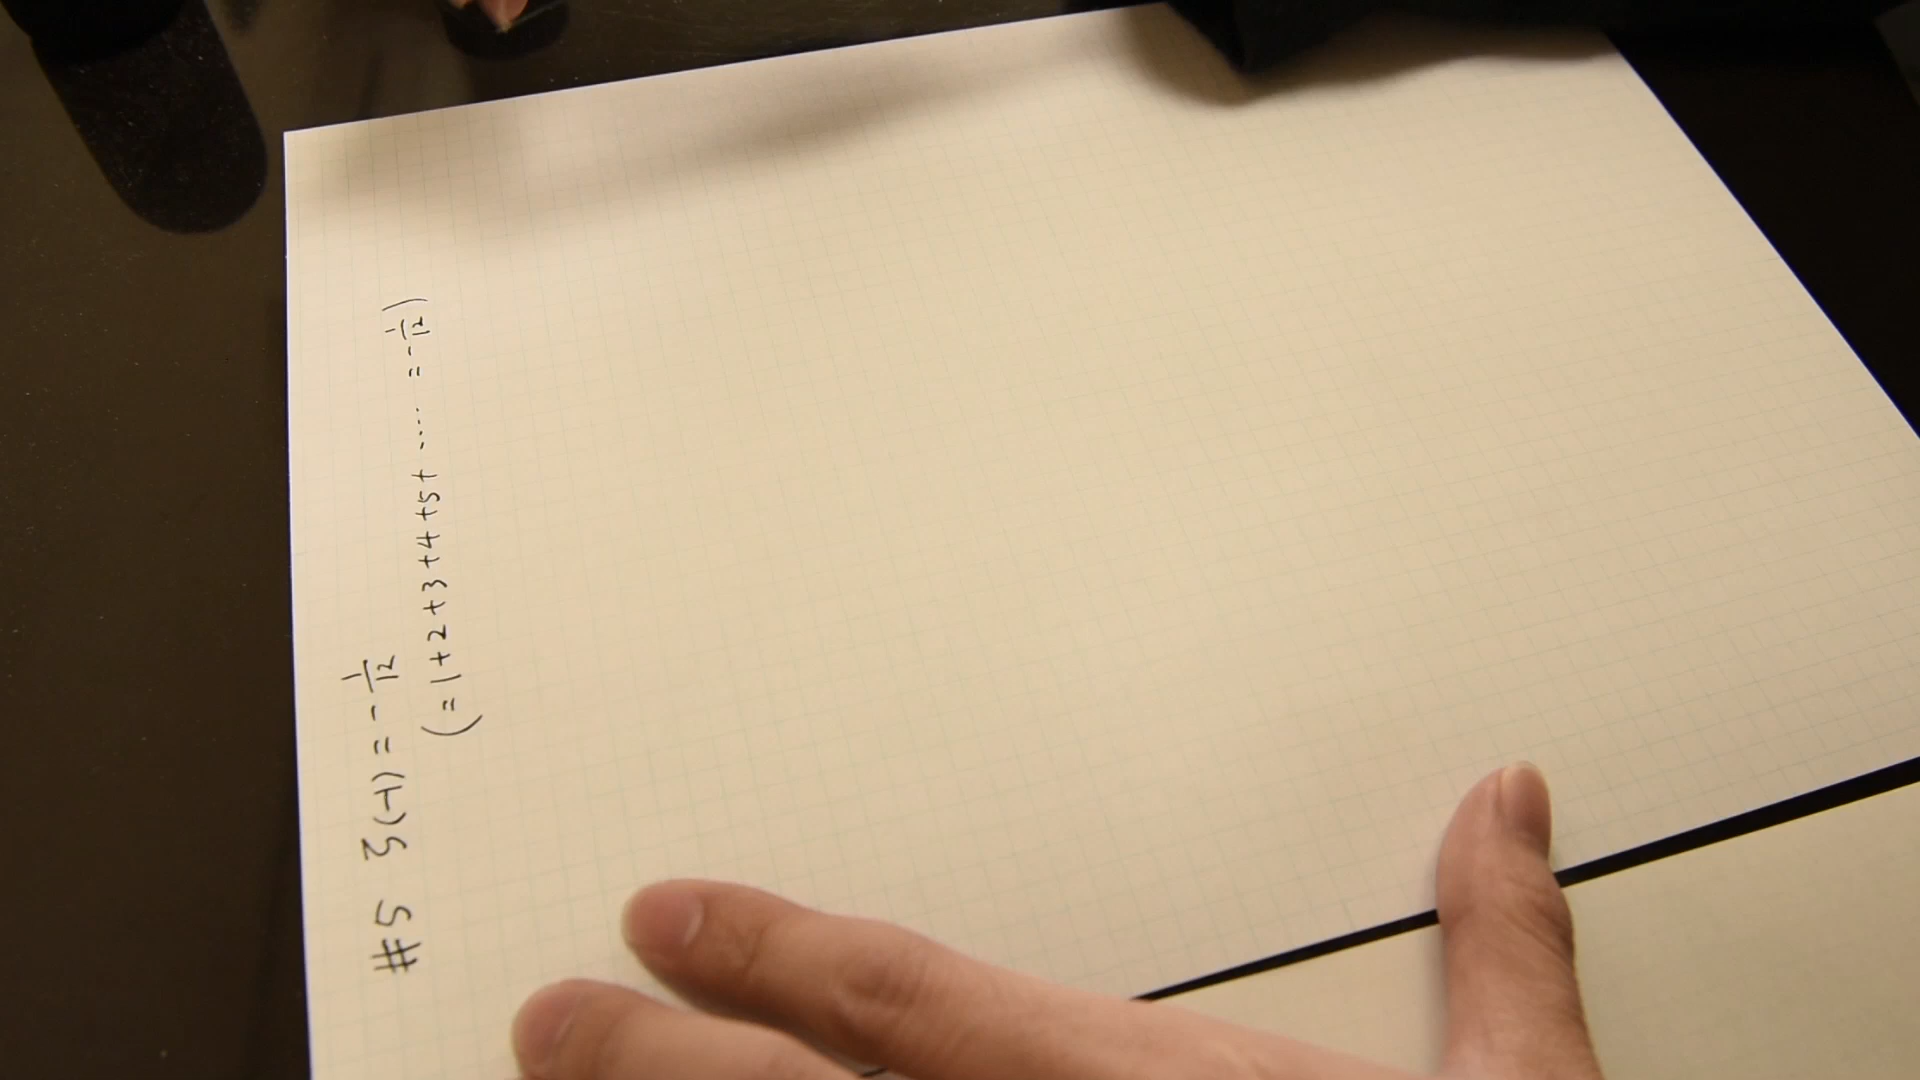 #5 ζ(-1) = -1/12
(= 1+2+3+4+5+ ..... = -1/12)